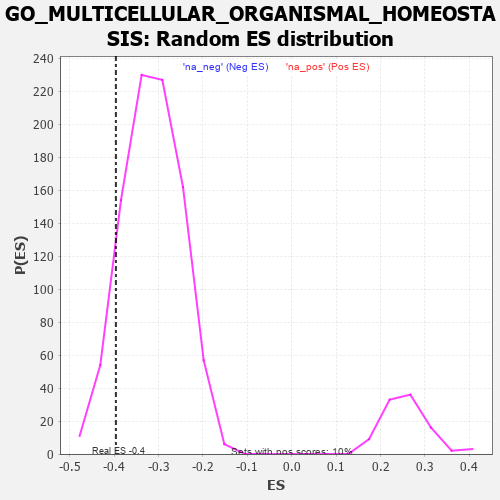 GO_MULTICELLULAR_ORGANISMAL_HOMEOSTA
SIS: Random ES distribution
'na_neg' (Neg ES) 'na_pos' (Pos ES)
240
220
200
180
160
140
120
100
80
60
40
20
0
P(ES)
Real ES -0.4
Sets with pos scores: 10%
-0.5 -0.4 -0.3 -0.2 -0.1 0.0 0.1 0.2 0.3 0.4
ES